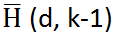 H̅ (d, k-1)